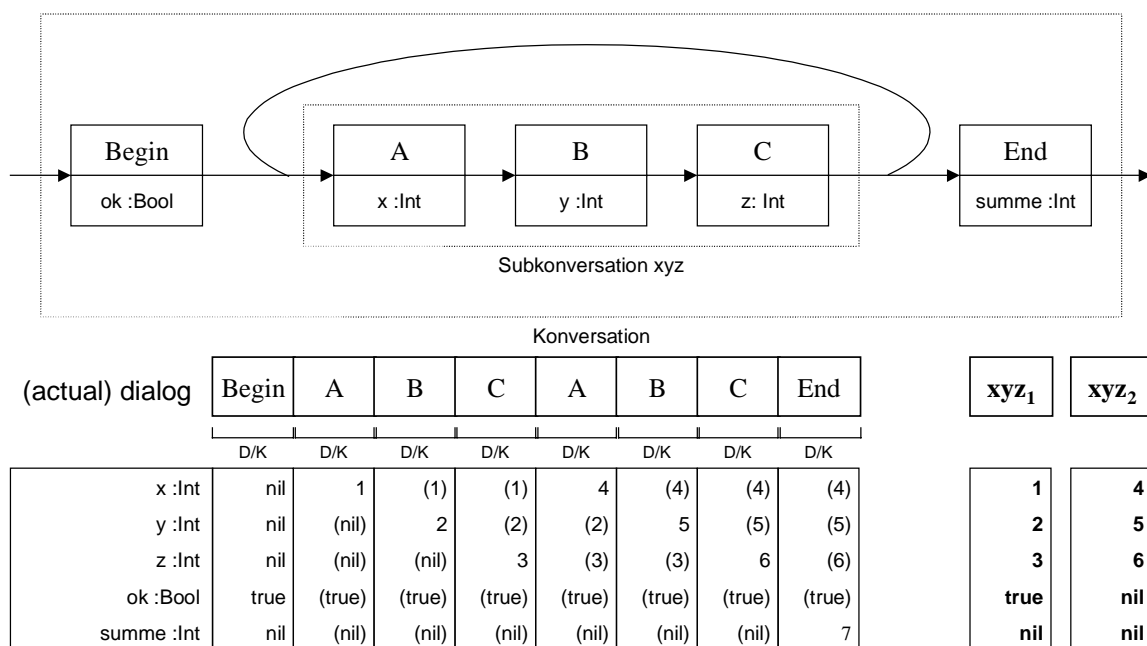 Begin
ok :Bool
A
x :Int
B
y :Int
C
z: Int
End
summe :Int
Subkonversation xyz
Konversation
(actual) dialog Begin A B C A B C End xyz1 xyz2
D/K D/K D/K D/K D/K D/K D/K D/K
x :Int nil 1 (1) (1) 4 (4) (4) (4) 1 4
y :Int nil (nil) 2 (2) (2) 5 (5) (5) 2 5
z :Int nil (nil) (nil) 3 (3) (3) 6 (6) 3 6
ok :Bool true (true) (true) (true) (true) (true) (true) (true) true nil
summe :Int nil (nil) (nil) (nil) (nil) (nil) (nil) 7 nil nil